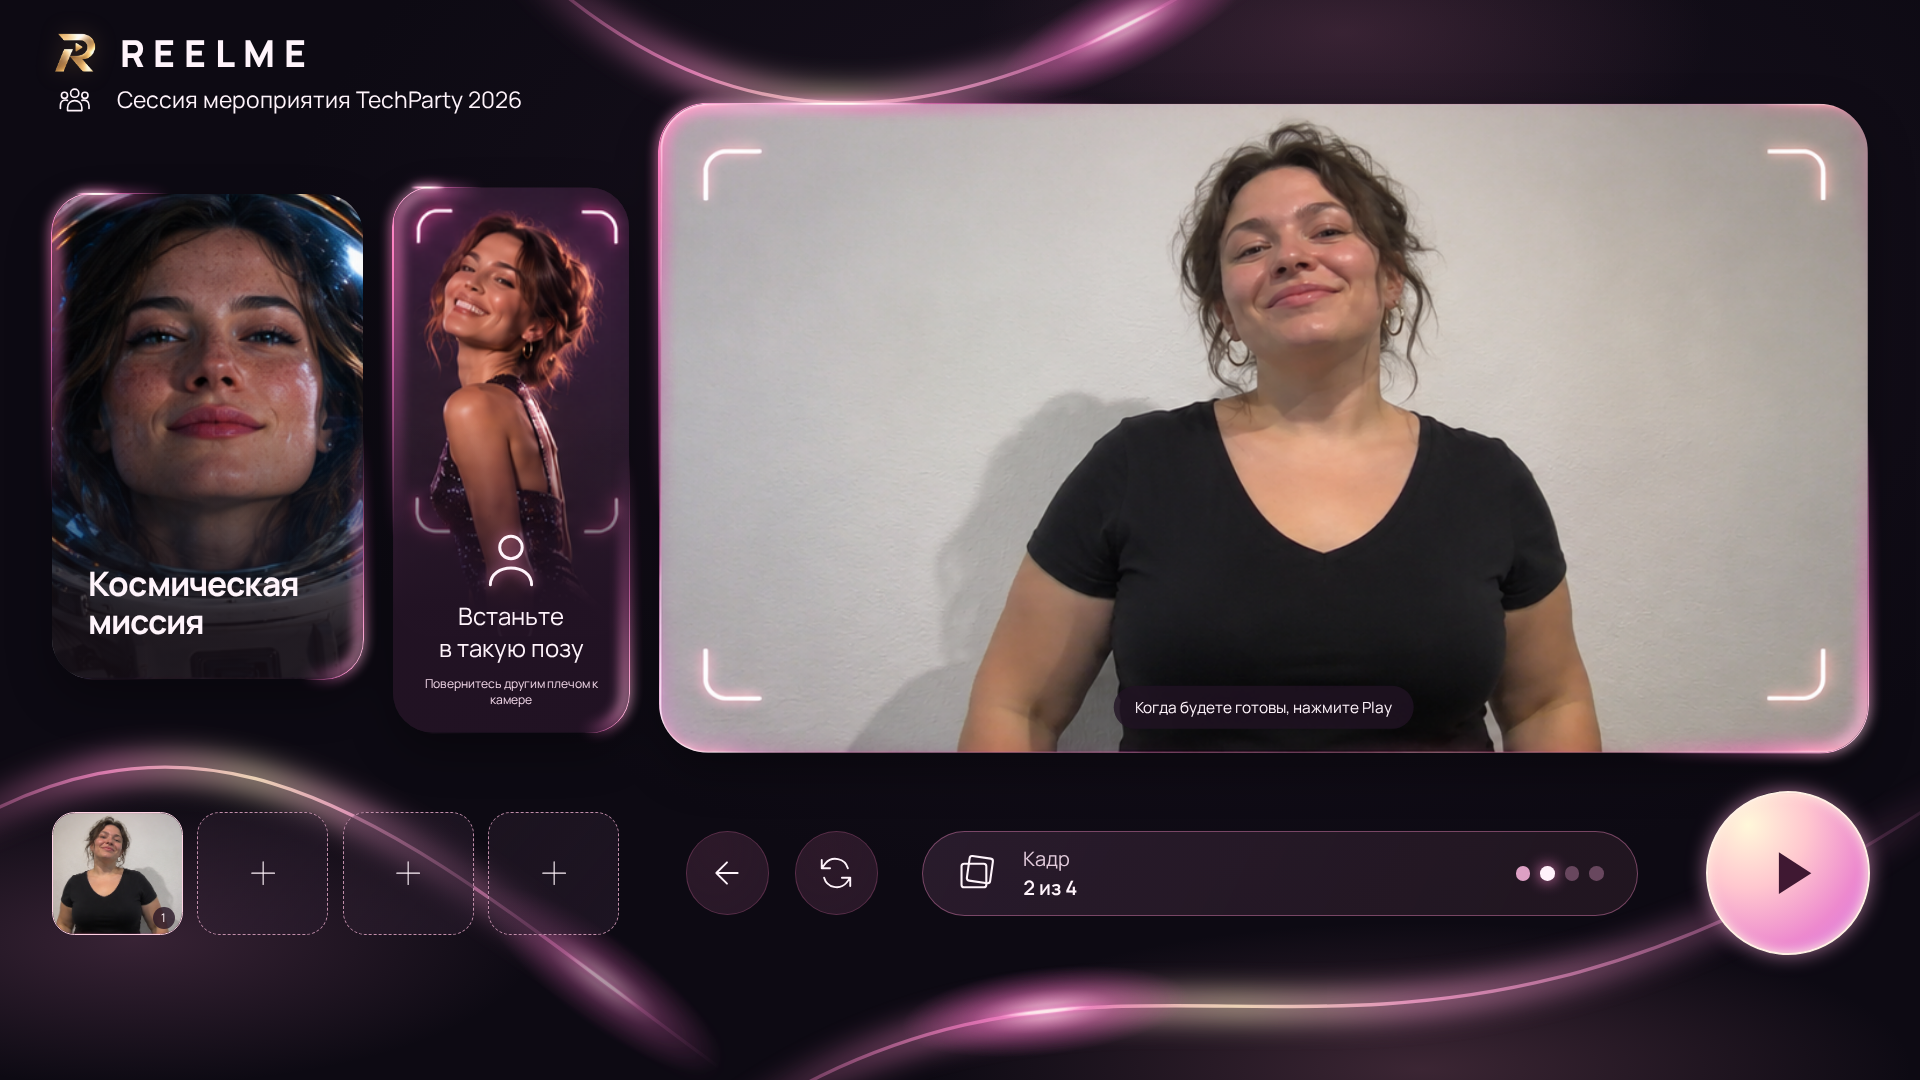 REELME
Сессия мероприятия TechParty 2026
Космическая
миссия
Встаньте
в такую позу
Повернитесь другим плечом к
камере
Когда будете готовы, нажмите Play
1
Кадр
2 из 4